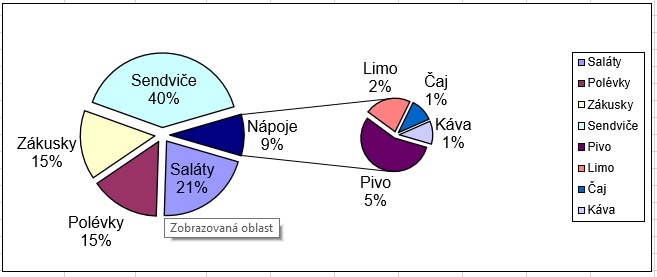 Sendviče
40%
Zákusky
15%
Polévky
15%
Saláty
21%
Nápoje
9%
Limo
2%
Čaj
1%
Káva
1%
Pivo
5%
Zobrazovaná oblast
Saláty
Polévky
Zákusky
Sendviče
Pivo
Limo
Čaj
Káva